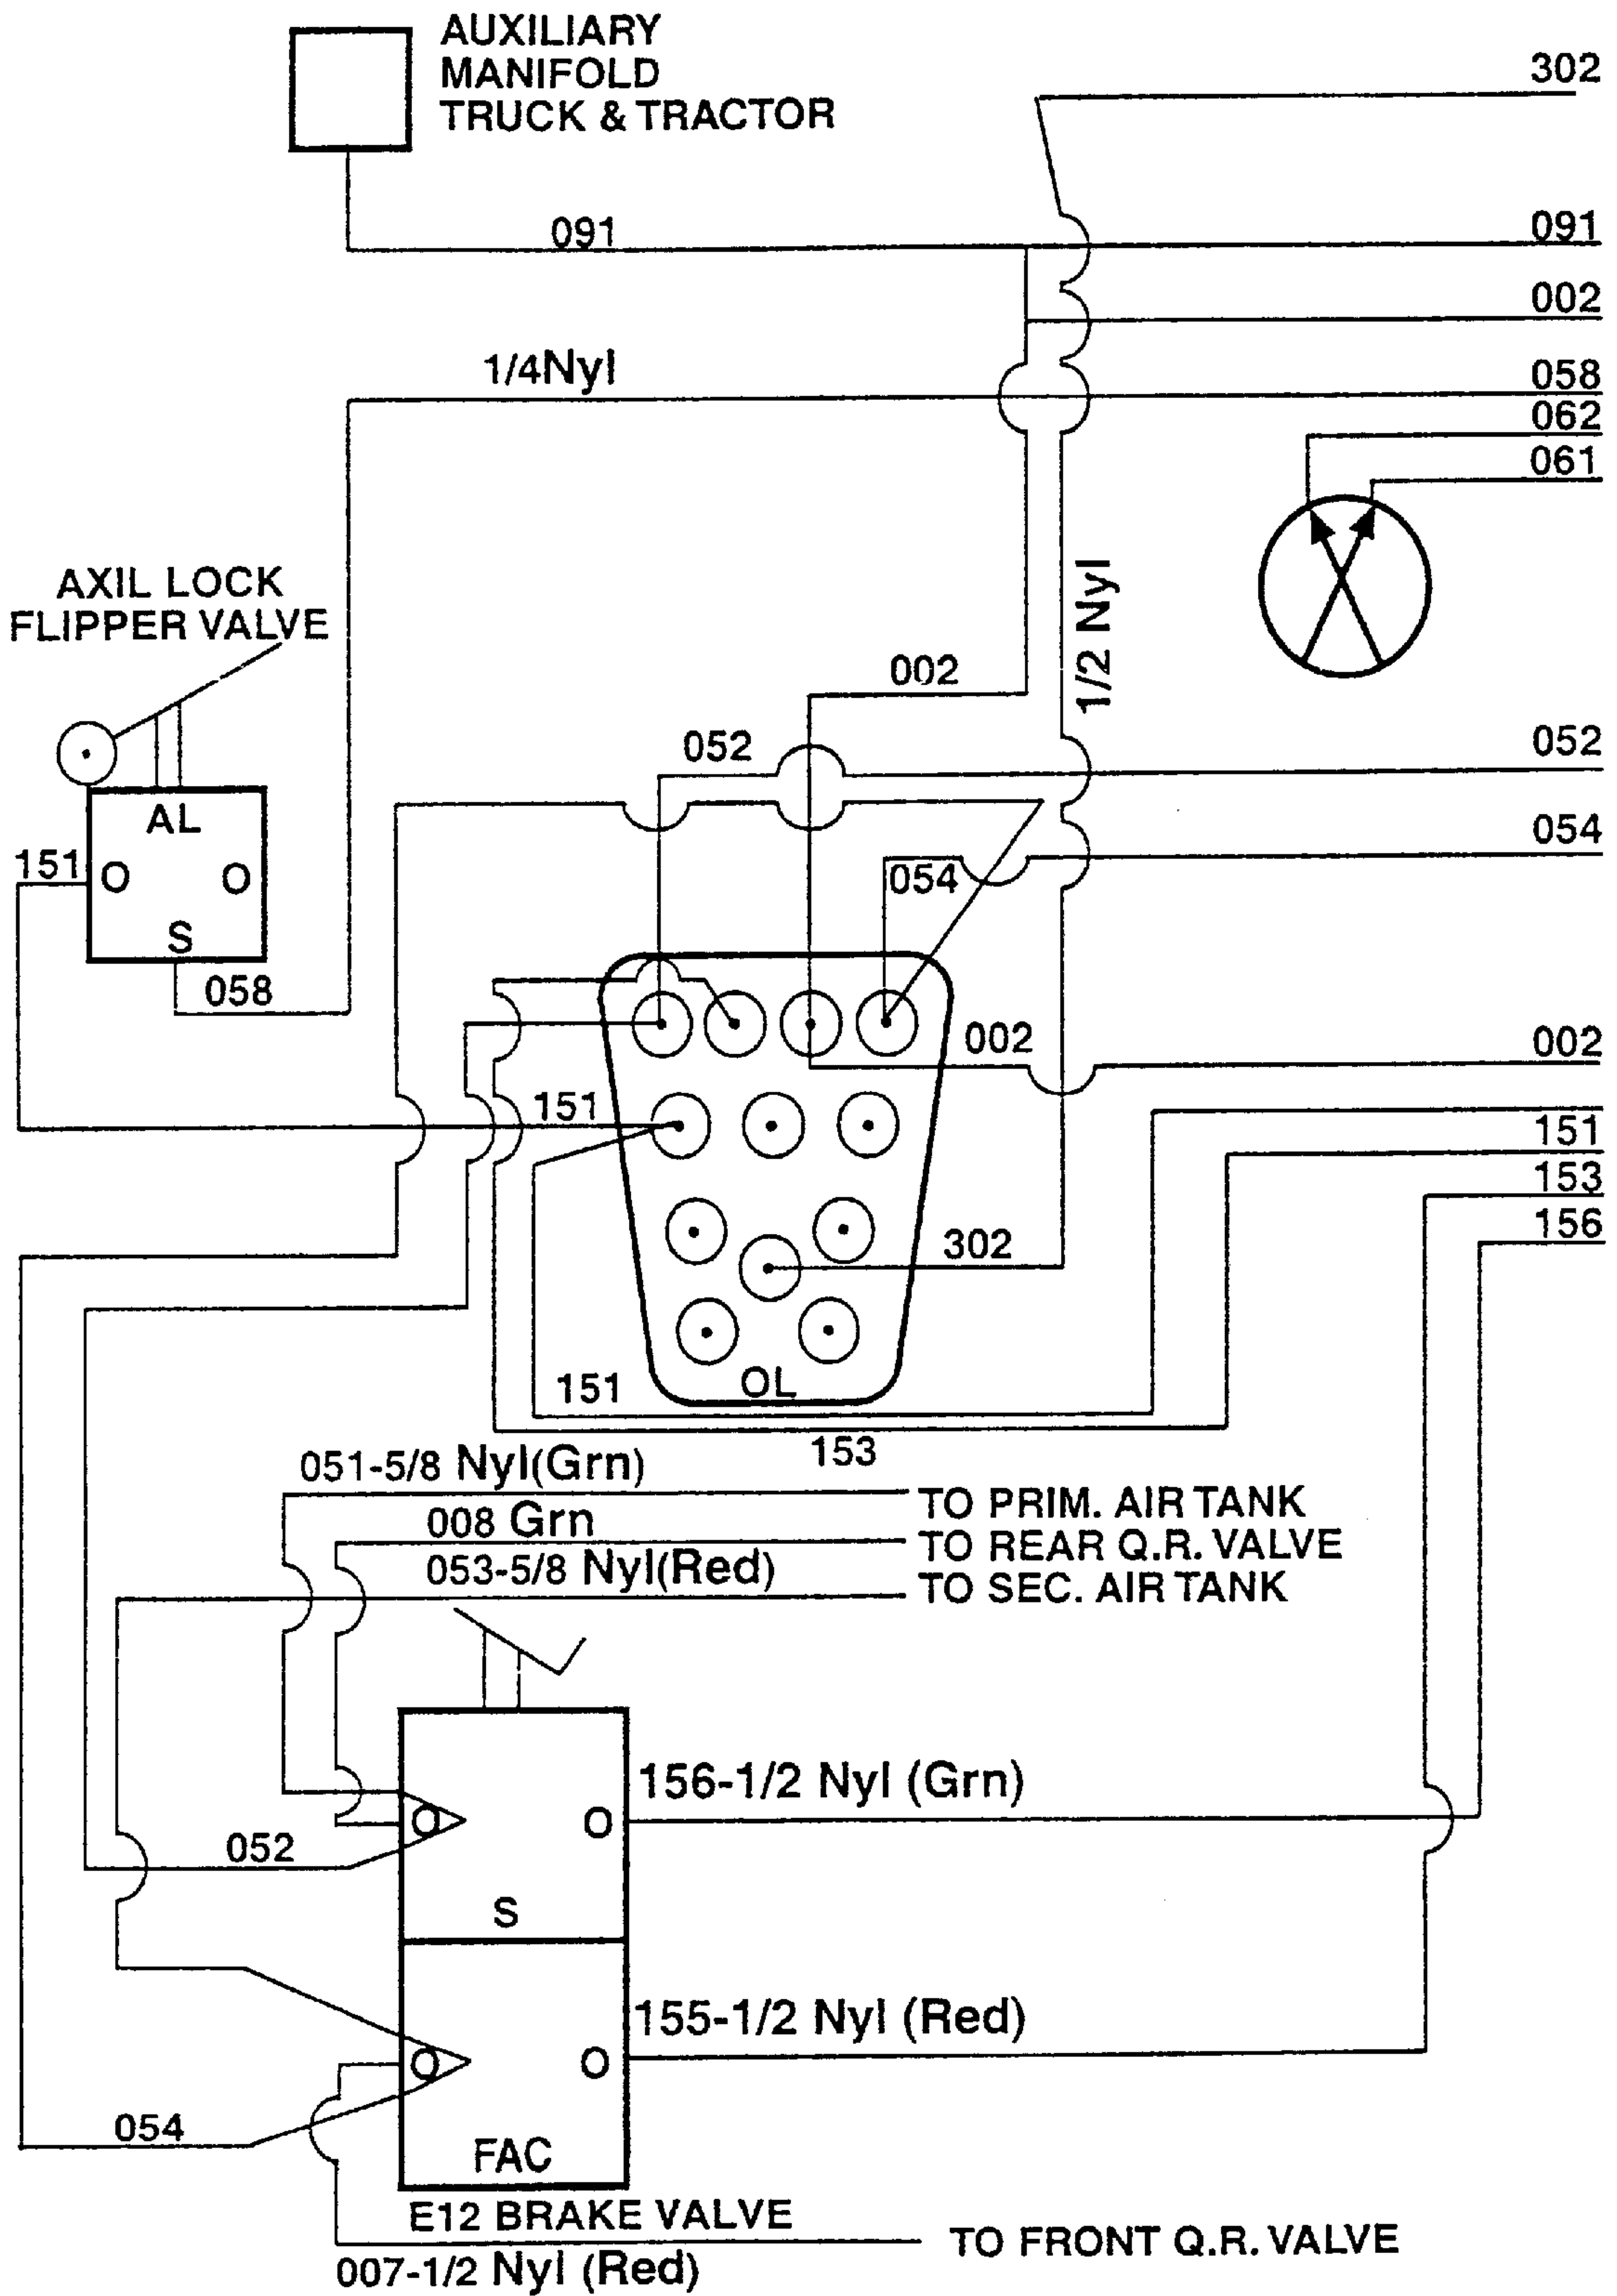 AUXILIARY
MANIFOLD
TRUCK & TRACTOR
302
091
091
002
1/4Nyl
058
062
061
AXIL LOCK
FLIPPER VALVE
1/2 Nyl
002
052
052
AL
151
O O
054
054
S
058
002
002
151
151
153
156
302
OL
151
153
051-5/8 Nyl(Grn)
TO PRIM. AIR TANK
008 Grn
TO REAR Q.R. VALVE
053-5/8 Nyl(Red)
TO SEC. AIR TANK
156-1/2 Nyl (Grn)
O O
052
S
155-1/2 Nyl (Red)
O O
054
FAC
E12 BRAKE VALVE
TO FRONT Q.R. VALVE
007-1/2 Nyl (Red)